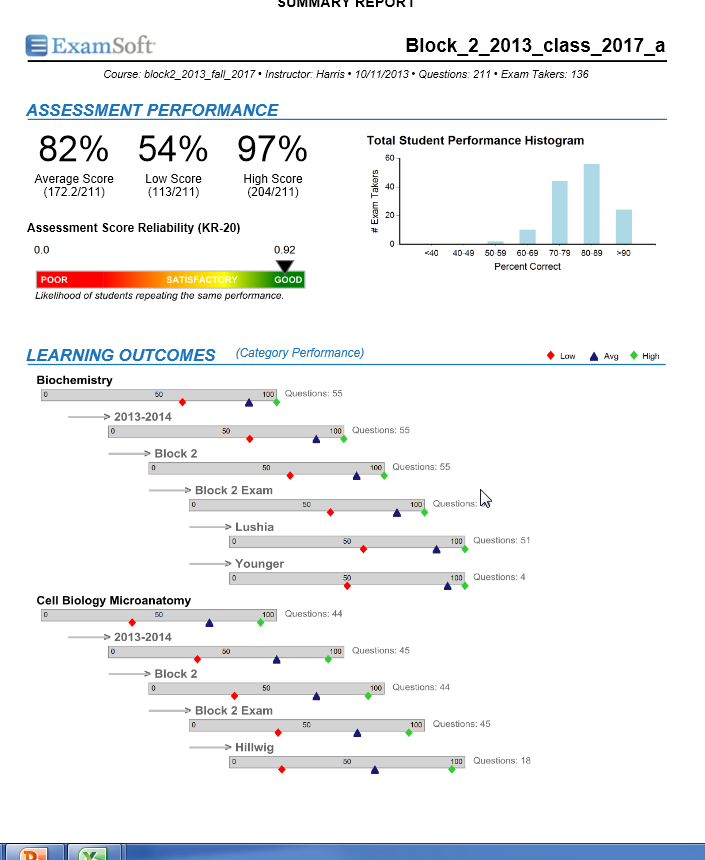 SUMMARY REPORT
ExamSoft
Block_2_2013_class_2017_a
Course: block2_2013_fall_2017 • Instructor: Harris • 10/11/2013 • Questions: 211 • Exam Takers: 136
ASSESSMENT PERFORMANCE
82% 54% 97%
Average Score Low Score High Score
(172.2/211) (113/211) (204/211)
Total Student Performance Histogram
# Exam Takers
60
40
20
0
<40 40-49 50-59 60-69 70-79 80-89 >90
Percent Correct
Assessment Score Reliability (KR-20)
0.0 0.92
POOR SATISFACTORY GOOD
Likelihood of students repeating the same performance.
LEARNING OUTCOMES (Category Performance) Low Avg High
Biochemistry
0 50 100 Questions: 55
2013-2014
0 50 100 Questions: 55
Block 2
0 50 100 Questions: 55
Block 2 Exam
0 50 100 Questions:
Lushia
0 50 100 Questions: 51
Younger
0 50 100 Questions: 4
Cell Biology Microanatomy
0 50 100 Questions: 44
2013-2014
0 50 100 Questions: 45
Block 2
0 50 100 Questions: 44
Block 2 Exam
0 50 100 Questions: 45
Hillwig
0 50 100 Questions: 18